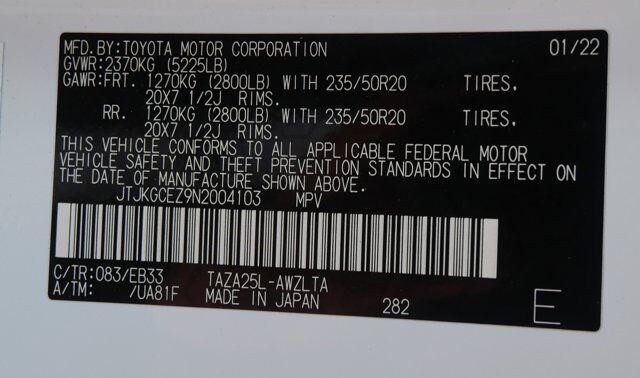 MFD.BY:TOYOTA MOTOR CORPORATION 01/22
GVWR:2370KG (5225LB)
GAWR:FRT. 1270KG (2800LB) WITH 235/50R20 TIRES,
20X7 1/2J RIMS.
RR. 1270KG (2800LB) WITH 235/50R20 TIRES,
20X7 1/2J RIMS.
THIS VEHICLE CONFORMS TO ALL APPLICABLE FEDERAL MOTOR
VEHICLE SAFETY AND THEFT PREVENTION STANDARDS IN EFFECT ON
THE DATE OF MANUFACTURE SHOWN ABOVE.
JTJKGCEZ9N2004103 MPV
C/TR:083/EB33 TAZA25L-AWZLTA
A/TM: /UA81F MADE IN JAPAN 282 E